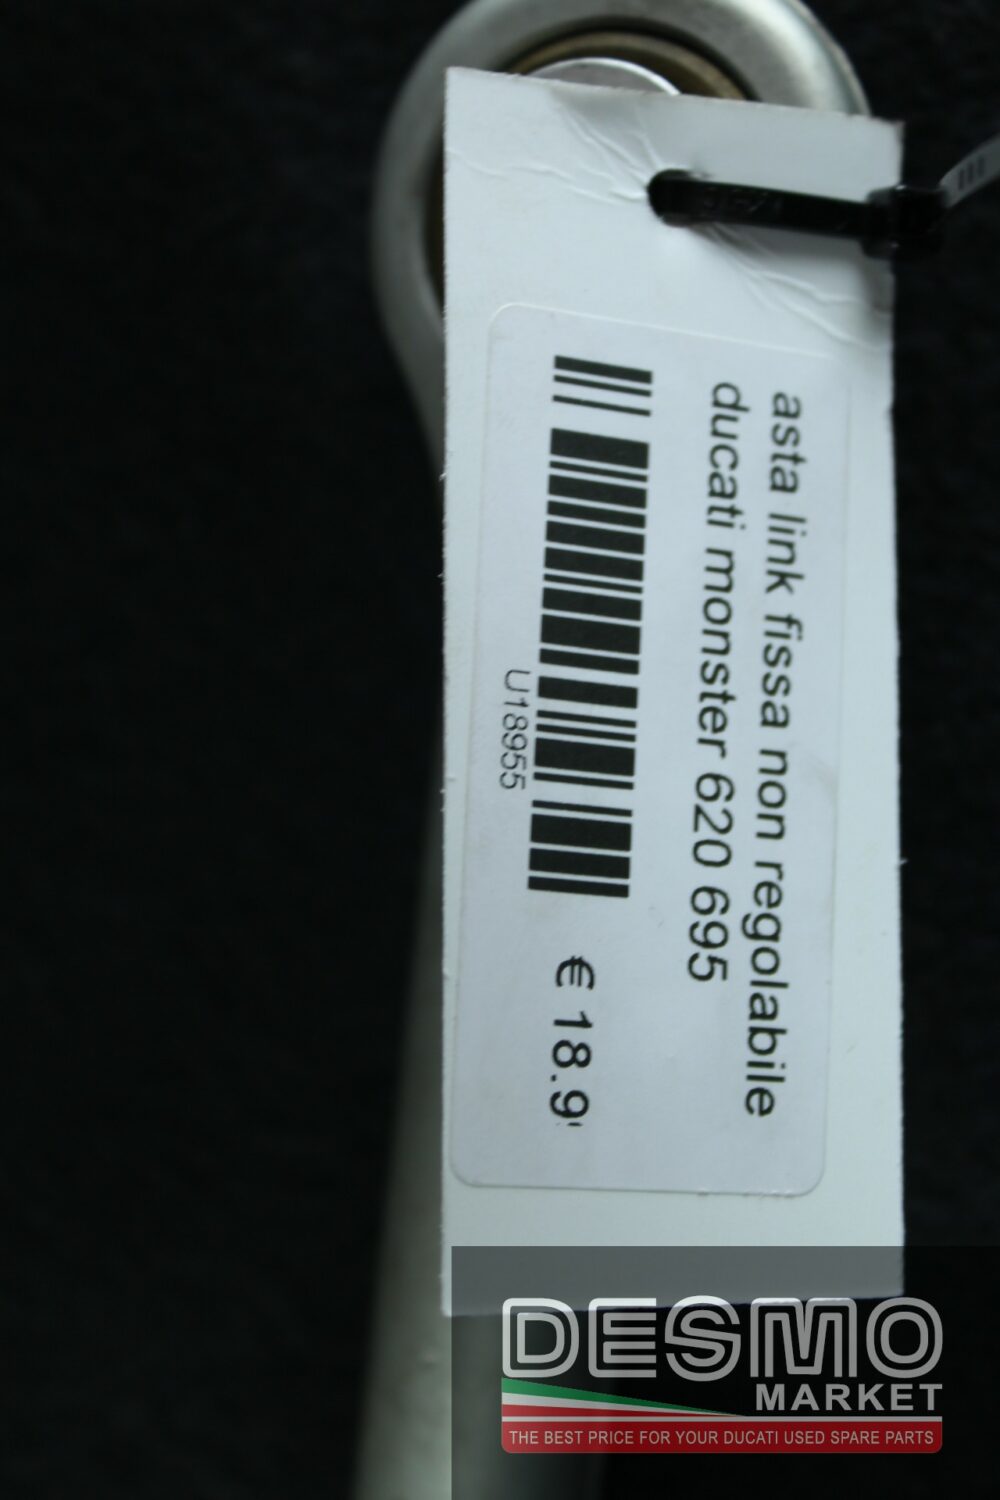 asta link fissa non regolabile
ducati monster 620 695
U18955
€ 18.9
DESMO
MARKET
THE BEST PRICE FOR YOUR DUCATI USED SPARE PARTS